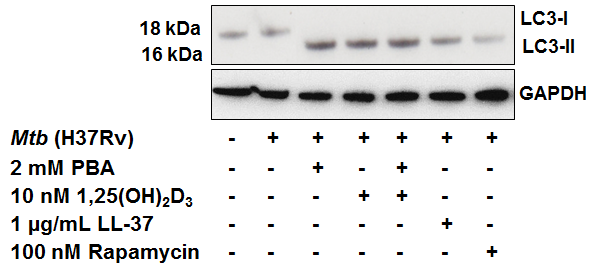 18 kDa LC3-I
16 kDa LC3-II
GAPDH
Mtb (H37Rv) - + + + + + +
2 mM PBA - - + - + - -
10 nM 1,25(OH)₂D₃ - - - + + - -
1 µg/mL LL-37 - - - - - + -
100 nM Rapamycin - - - - - - +